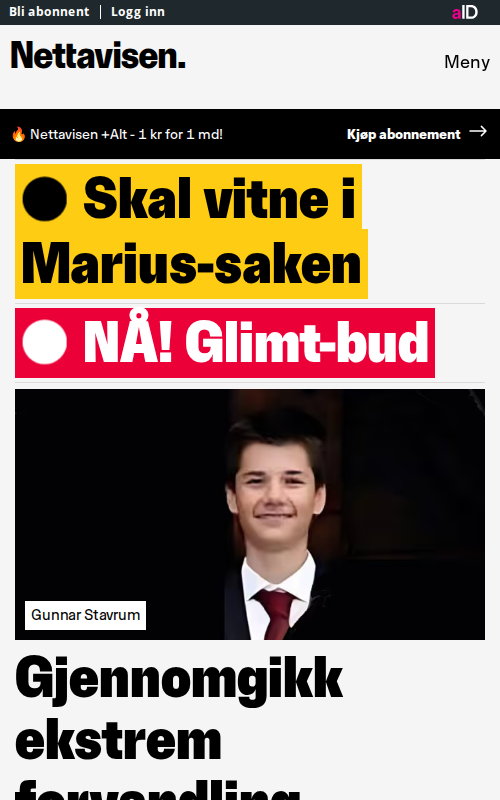 Bli abonnent | Logg inn
aID
Nettavisen.
Meny
🔥 Nettavisen +Alt - 1 kr for 1 md!
Kjøp abonnement →
Skal vitne i
Marius-saken
NÅ! Glimt-bud
Gunnar Stavrum
Gjennomgikk
ekstrem
forvandling